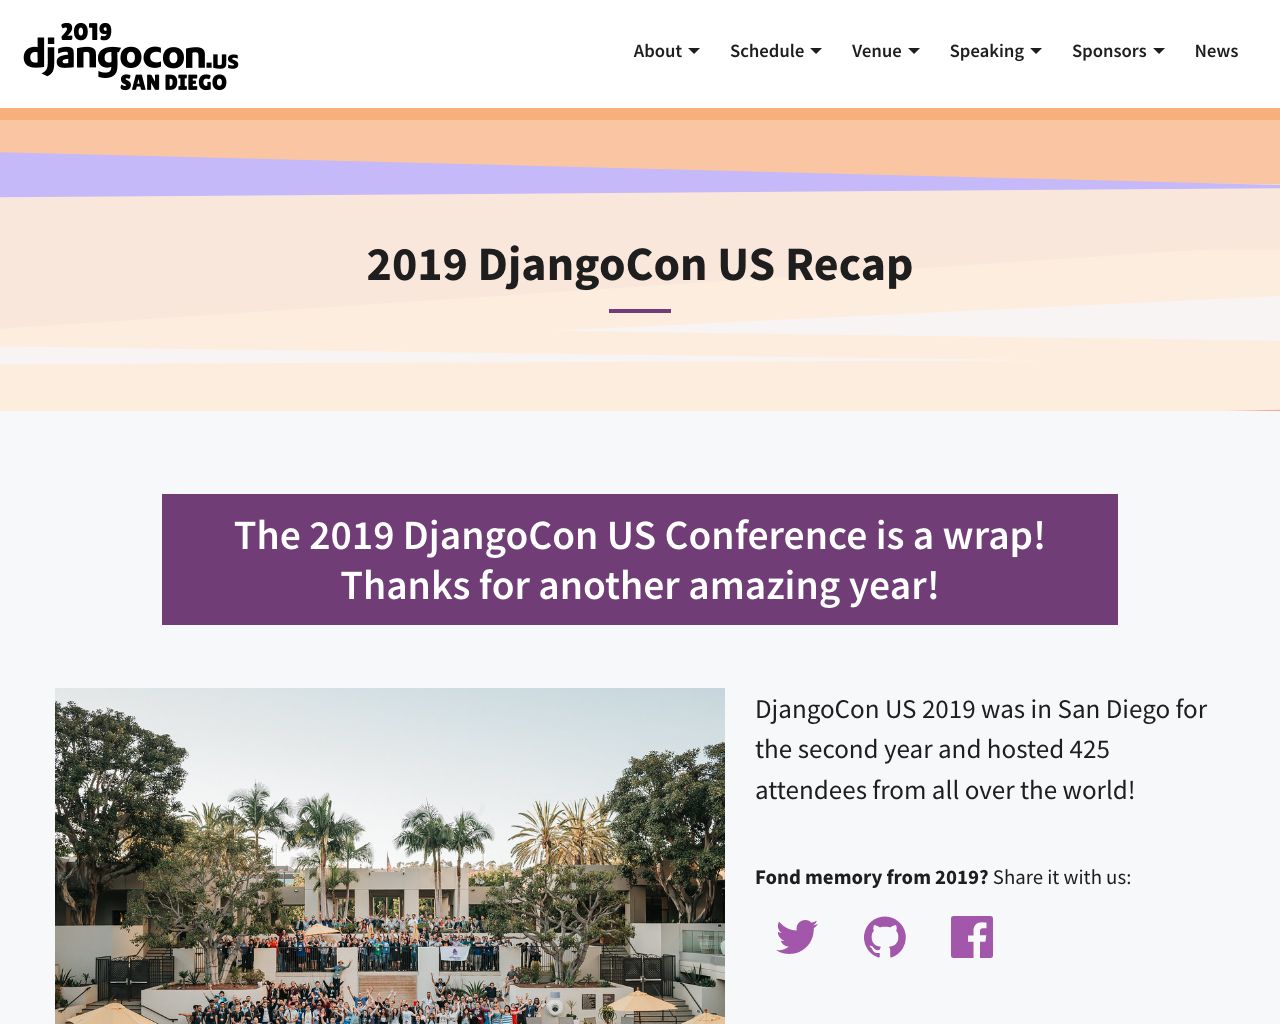 2019
djangocon.us
SAN DIEGO
About
Schedule
Venue
Speaking
Sponsors
News
2019 DjangoCon US Recap
The 2019 DjangoCon US Conference is a wrap!
Thanks for another amazing year!
DjangoCon US 2019 was in San Diego for
the second year and hosted 425
attendees from all over the world!
Fond memory from 2019? Share it with us: